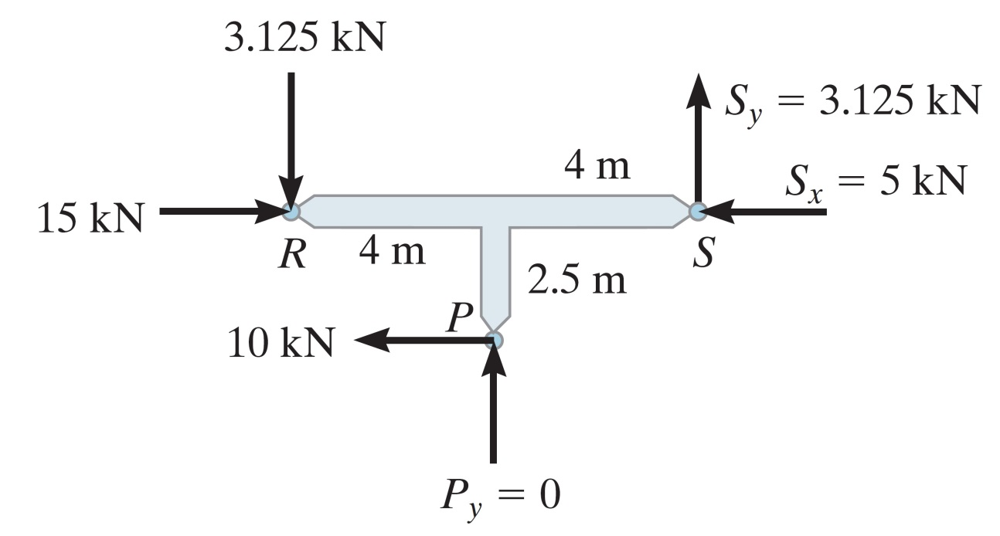 3.125 kN
S_y = 3.125 kN
4 m
S_x = 5 kN
15 kN
R
4 m
S
2.5 m
P
10 kN
P_y = 0